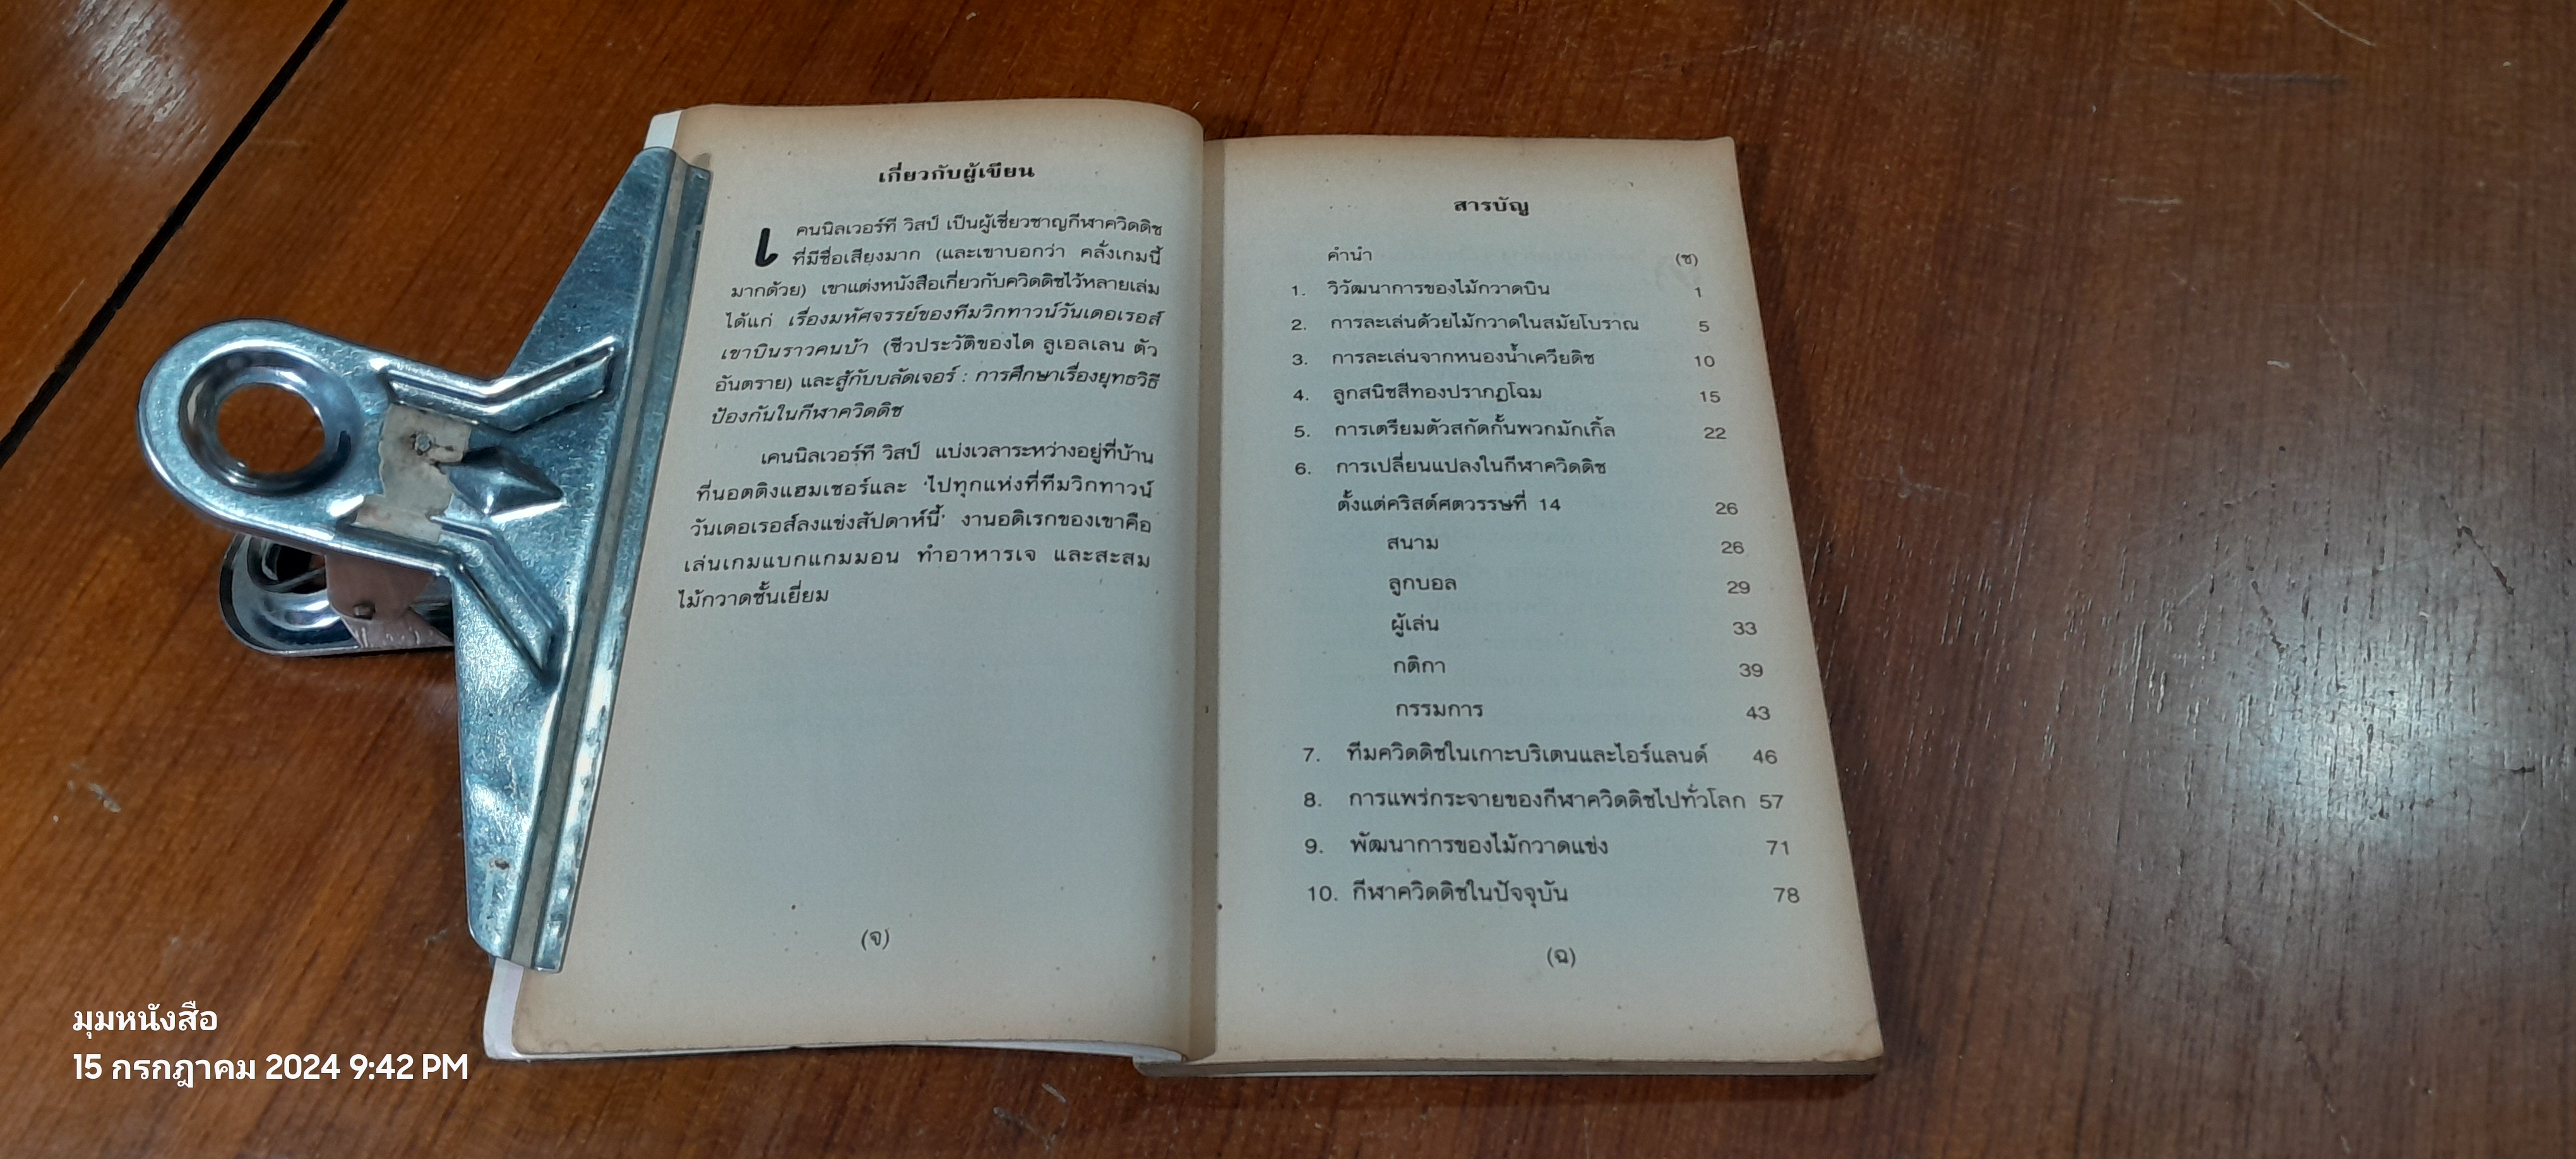 เกี่ยวกับผู้เขียน
เคนนิลเวอร์ที วิสป์ เป็นผู้เชี่ยวชาญกีฬาควิดดิช
ที่มีชื่อเสียงมาก (และเขาบอกว่า คลั่งเกมนี้
มากด้วย) เขาแต่งหนังสือเกี่ยวกับควิดดิชไว้หลายเล่ม
ได้แก่ เรื่องมหัศจรรย์ของทีมวิกทาวน์วันเดอเรอส์
เขาบินราวคนบ้า (ชีวประวัติของได ลูเอลเลน ตัว
อันตราย) และสู้กับบลัดเจอร์ : การศึกษาเรื่องยุทธวิธี
ป้องกันในกีฬาควิดดิช
เคนนิลเวอร์ที วิสป์ แบ่งเวลาระหว่างอยู่ที่บ้าน
ที่นอตติงแฮมเชอร์และ 'ไปทุกแห่งที่ทีมวิกทาวน์
วันเดอเรอส์ลงแข่งสัปดาห์นี้' งานอดิเรกของเขาคือ
เล่นเกมแบกแกมมอน ทำอาหารเจ และสะสม
ไม้กวาดชั้นเยี่ยม
(จ)
สารบัญ
คำนำ (ช)
1. วิวัฒนาการของไม้กวาดบิน 1
2. การละเล่นด้วยไม้กวาดในสมัยโบราณ 5
3. การละเล่นจากหนองน้ำเควียดิช 10
4. ลูกสนิชสีทองปรากฏโฉม 15
5. การเตรียมตัวสกัดกั้นพวกมักเกิ้ล 22
6. การเปลี่ยนแปลงในกีฬาควิดดิช
ตั้งแต่คริสต์ศตวรรษที่ 14 26
สนาม 26
ลูกบอล 29
ผู้เล่น 33
กติกา 39
กรรมการ 43
7. ทีมควิดดิชในเกาะบริเตนและไอร์แลนด์ 46
8. การแพร่กระจายของกีฬาควิดดิชไปทั่วโลก 57
9. พัฒนาการของไม้กวาดแข่ง 71
10. กีฬาควิดดิชในปัจจุบัน 78
(ฉ)
มุมหนังสือ
15 กรกฎาคม 2024 9:42 PM